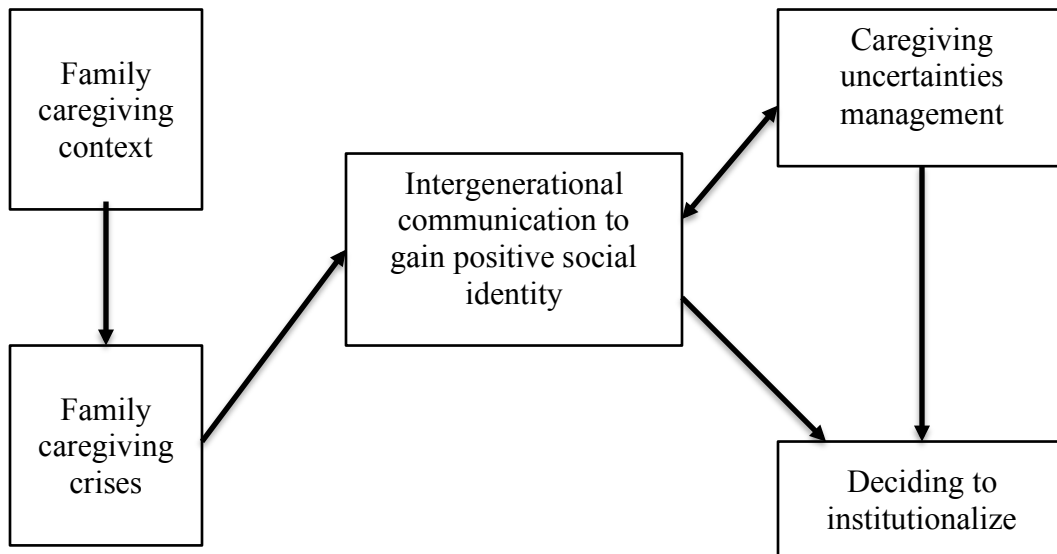 Family
caregiving
context
Family
caregiving
crises
Intergenerational
communication to
gain positive social
identity
Caregiving
uncertainties
management
Deciding to
institutionalize